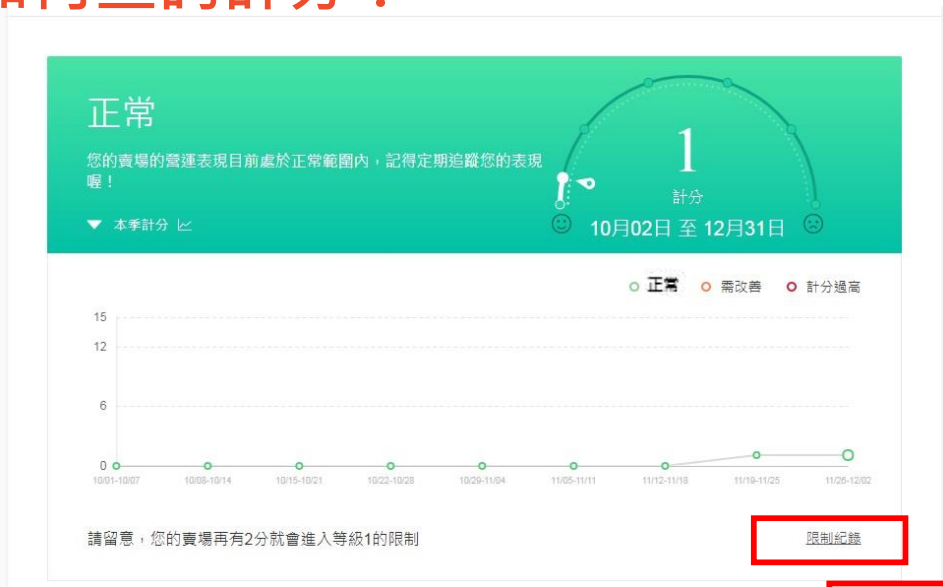 正常
您的賣場的營運表現目前處於正常範圍內，記得定期追蹤您的表現
喔！
▼ 本季計分
1
計分
10月02日 至 12月31日
正常 需改善 計分過高
15
12
6
0
10/01-10/07 10/08-10/14 10/15-10/21 10/22-10/28 10/29-11/04 11/05-11/11 11/12-11/18 11/19-11/25 11/26-12/02
請留意，您的賣場再有2分就會進入等級1的限制
限制紀錄